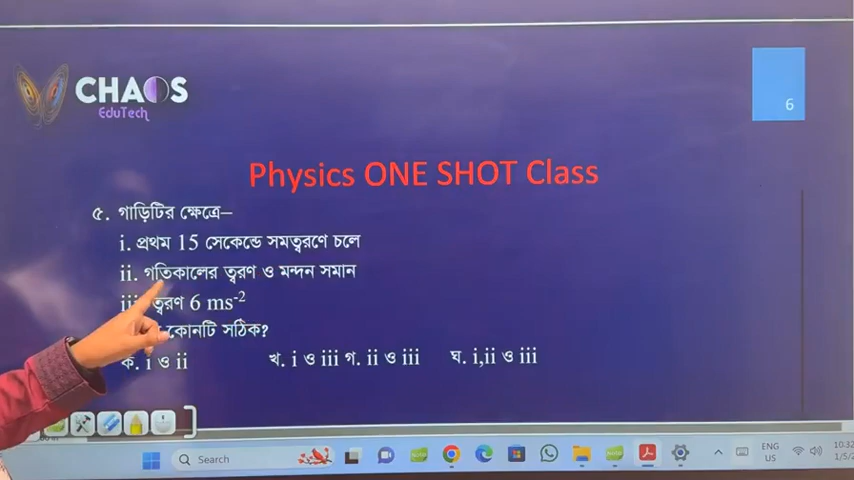 CHAOS
EduTech
6
Physics ONE SHOT Class
৫. গাড়িটির ক্ষেত্রে–
i. প্রথম 15 সেকেন্ডে সমত্বরণে চলে
ii. গতিকালের ত্বরণ ও মন্দন সমান
ত্বরণ 6 ms-2
কোনটি সঠিক?
ক. i ও ii খ. i ও iii গ. ii ও iii ঘ. i,ii ও iii
Search
ENG
US
10:32